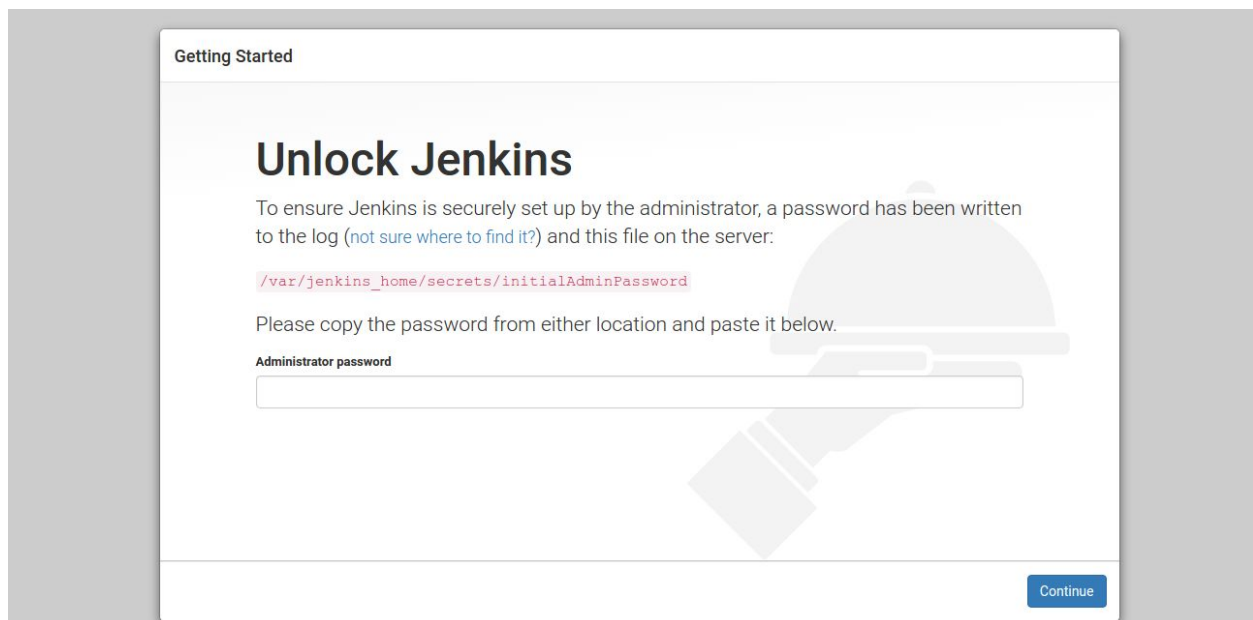 Getting Started
Unlock Jenkins
To ensure Jenkins is securely set up by the administrator, a password has been written
to the log (not sure where to find it?) and this file on the server:
/var/jenkins_home/secrets/initialAdminPassword
Please copy the password from either location and paste it below.
Administrator password
Continue